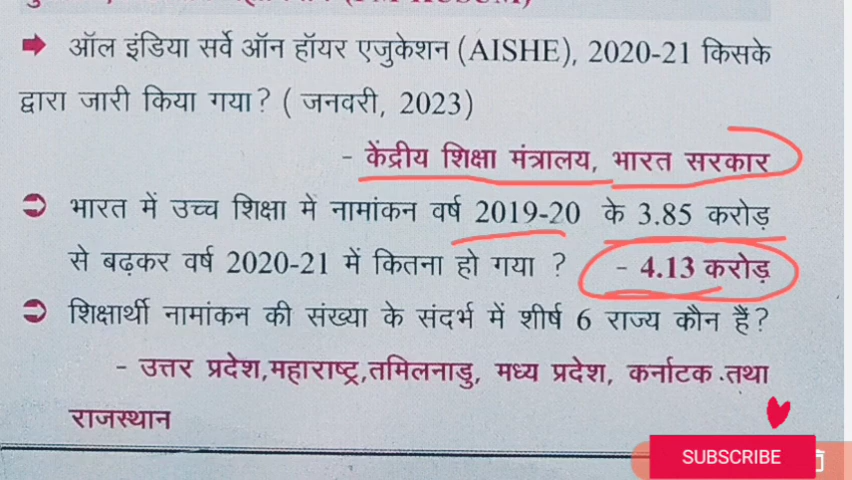 ➡ ऑल इंडिया सर्वे ऑन हॉयर एजुकेशन (AISHE), 2020-21 किसके
द्वारा जारी किया गया? ( जनवरी, 2023)
- केंद्रीय शिक्षा मंत्रालय, भारत सरकार
भारत में उच्च शिक्षा में नामांकन वर्ष 2019-20 के 3.85 करोड़
से बढ़कर वर्ष 2020-21 में कितना हो गया ? - 4.13 करोड़
शिक्षार्थी नामांकन की संख्या के संदर्भ में शीर्ष 6 राज्य कौन हैं?
- उत्तर प्रदेश,महाराष्ट्र,तमिलनाडु, मध्य प्रदेश, कर्नाटक तथा
राजस्थान
SUBSCRIBE